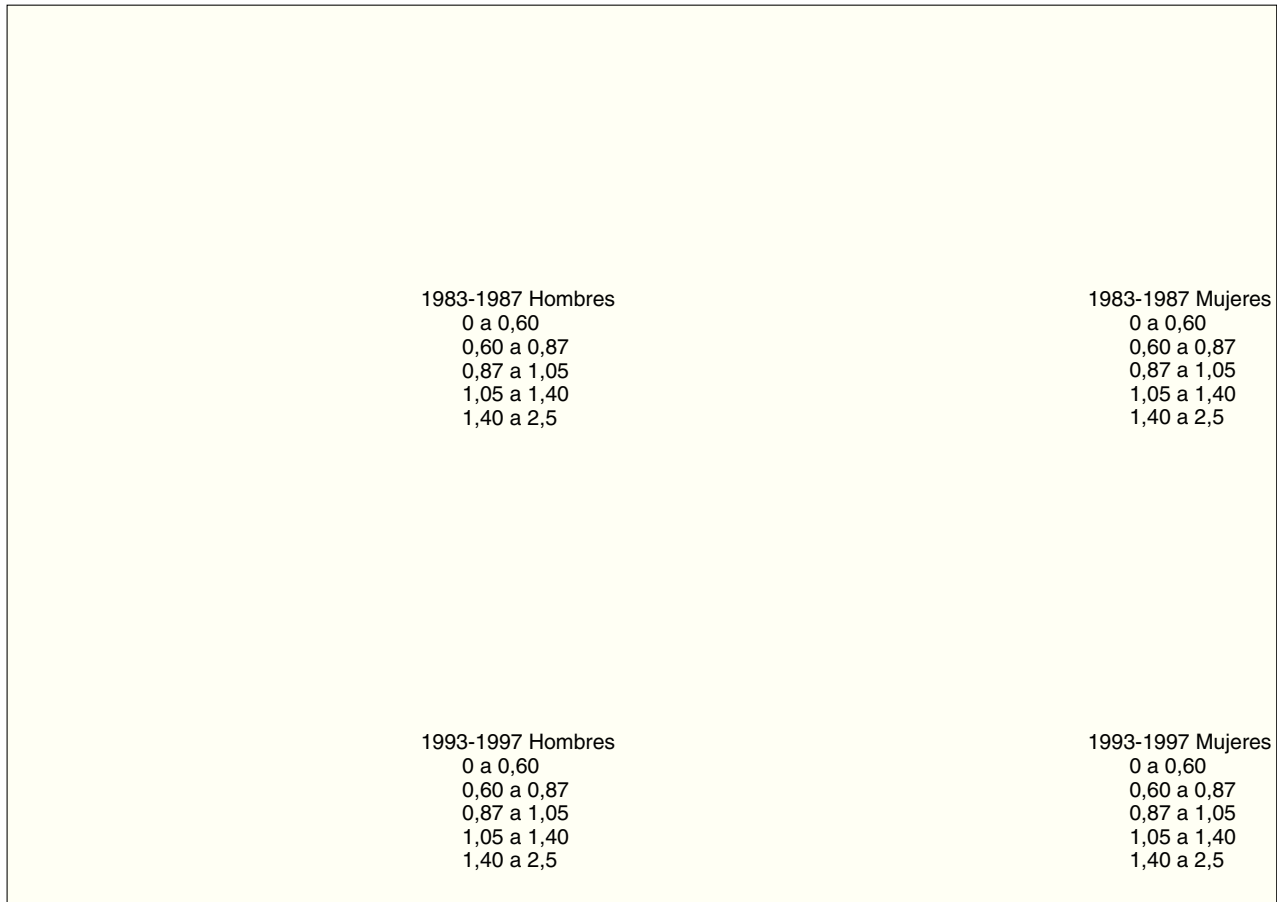 1983-1987 Hombres
0 a 0,60
0,60 a 0,87
0,87 a 1,05
1,05 a 1,40
1,40 a 2,5
1983-1987 Mujeres
0 a 0,60
0,60 a 0,87
0,87 a 1,05
1,05 a 1,40
1,40 a 2,5
1993-1997 Hombres
0 a 0,60
0,60 a 0,87
0,87 a 1,05
1,05 a 1,40
1,40 a 2,5
1993-1997 Mujeres
0 a 0,60
0,60 a 0,87
0,87 a 1,05
1,05 a 1,40
1,40 a 2,5